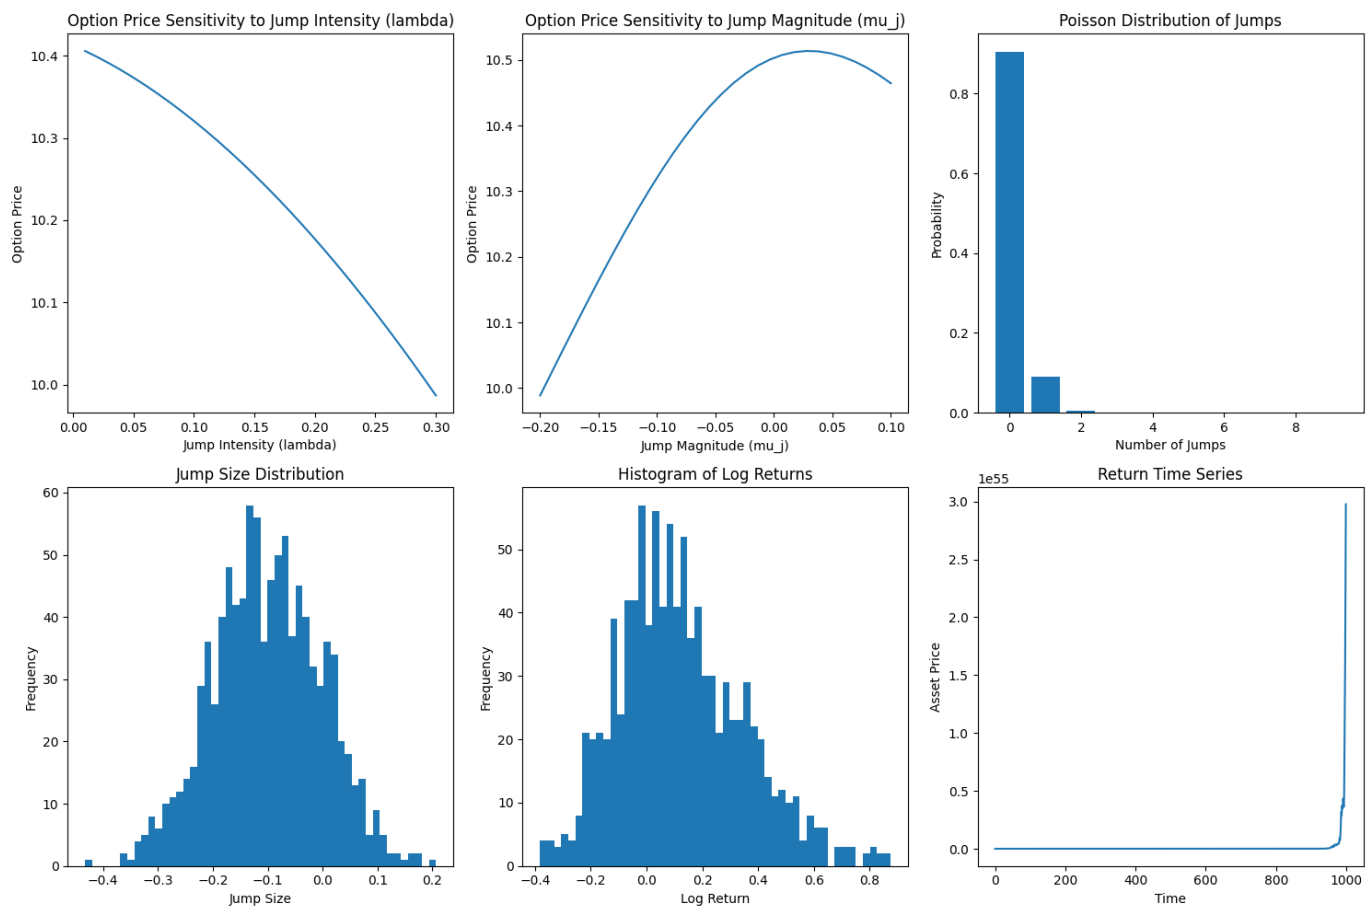 Option Price Sensitivity to Jump Intensity (lambda)
10.4
10.3
10.2
10.1
10.0
Option Price
0.00 0.05 0.10 0.15 0.20 0.25 0.30
Jump Intensity (lambda)
Option Price Sensitivity to Jump Magnitude (mu_j)
10.5
10.4
10.3
10.2
10.1
10.0
Option Price
−0.20 −0.15 −0.10 −0.05 0.00 0.05 0.10
Jump Magnitude (mu_j)
Poisson Distribution of Jumps
0.8
0.6
0.4
0.2
0.0
Probability
0 2 4 6 8
Number of Jumps
Jump Size Distribution
60
50
40
30
20
10
0
Frequency
−0.4 −0.3 −0.2 −0.1 0.0 0.1 0.2
Jump Size
Histogram of Log Returns
50
40
30
20
10
0
Frequency
−0.4 −0.2 0.0 0.2 0.4 0.6 0.8
Log Return
Return Time Series
1e55
3.0
2.5
2.0
1.5
1.0
0.5
0.0
Asset Price
0 200 400 600 800 1000
Time